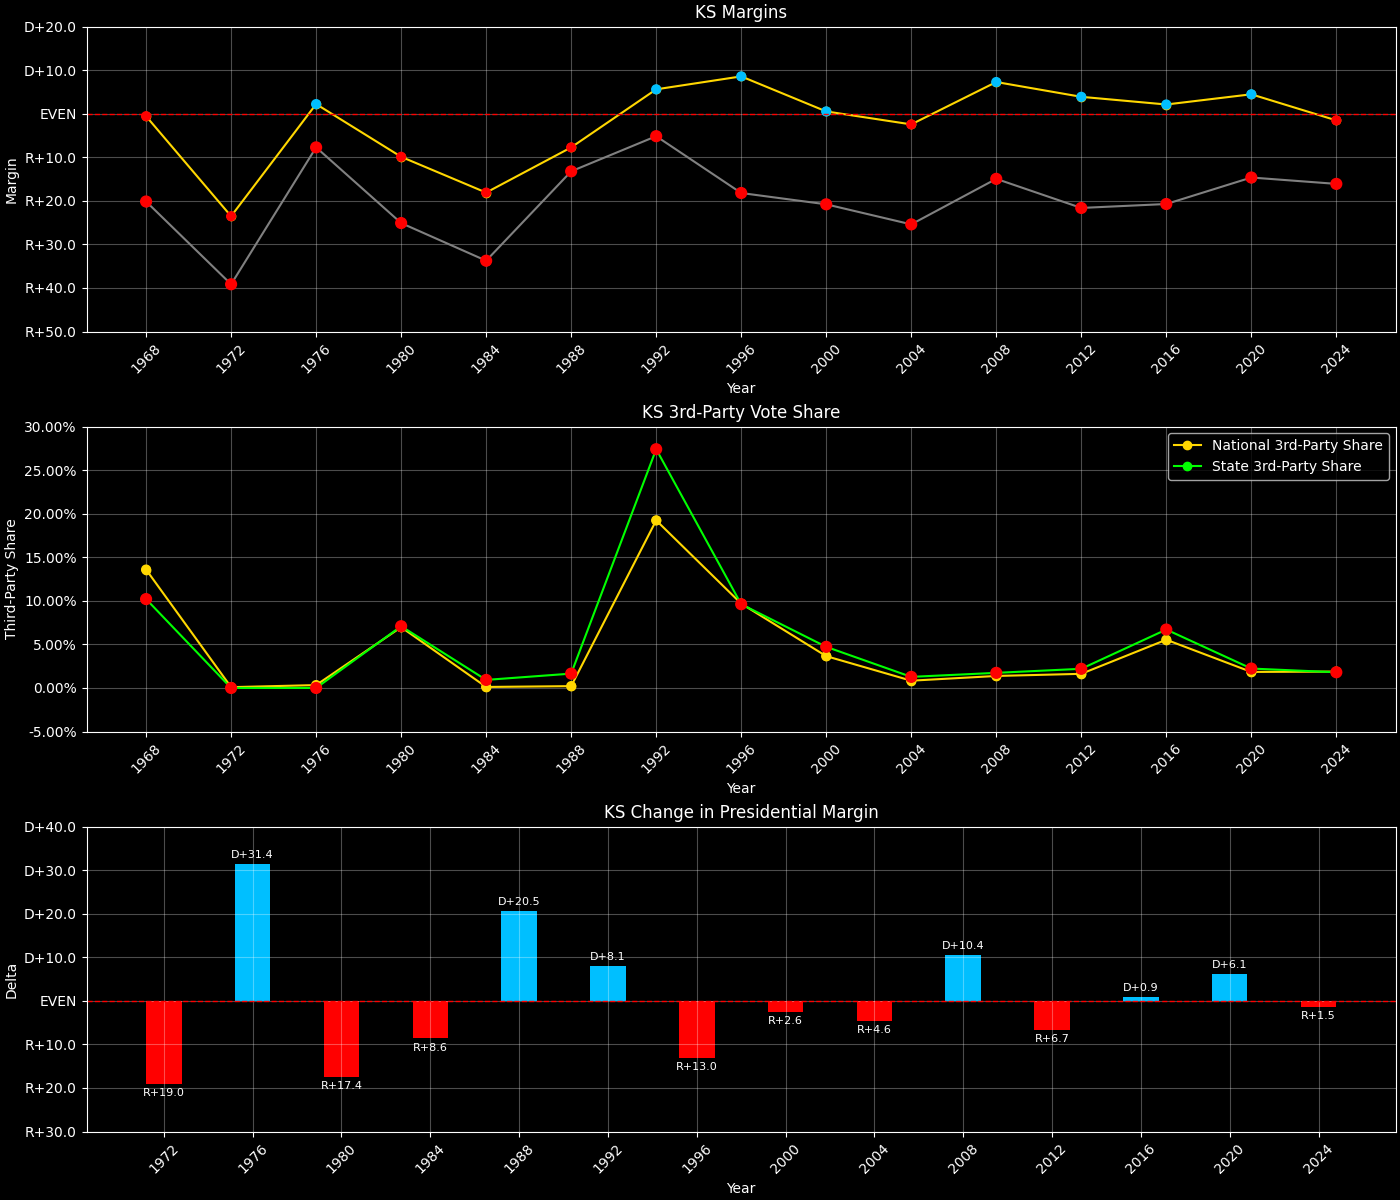 KS Margins
D+20.0
D+10.0
EVEN
R+10.0
R+20.0
R+30.0
R+40.0
R+50.0
Margin
1968 1972 1976 1980 1984 1988 1992 1996 2000 2004 2008 2012 2016 2020 2024
Year
KS 3rd-Party Vote Share
30.00%
25.00%
20.00%
15.00%
10.00%
5.00%
0.00%
-5.00%
Third-Party Share
National 3rd-Party Share
State 3rd-Party Share
1968 1972 1976 1980 1984 1988 1992 1996 2000 2004 2008 2012 2016 2020 2024
Year
KS Change in Presidential Margin
D+40.0
D+30.0
D+20.0
D+10.0
EVEN
R+10.0
R+20.0
R+30.0
Delta
R+19.0
D+31.4
R+17.4
R+8.6
D+20.5
D+8.1
R+13.0
R+2.6
R+4.6
D+10.4
R+6.7
D+0.9
D+6.1
R+1.5
1972 1976 1980 1984 1988 1992 1996 2000 2004 2008 2012 2016 2020 2024
Year